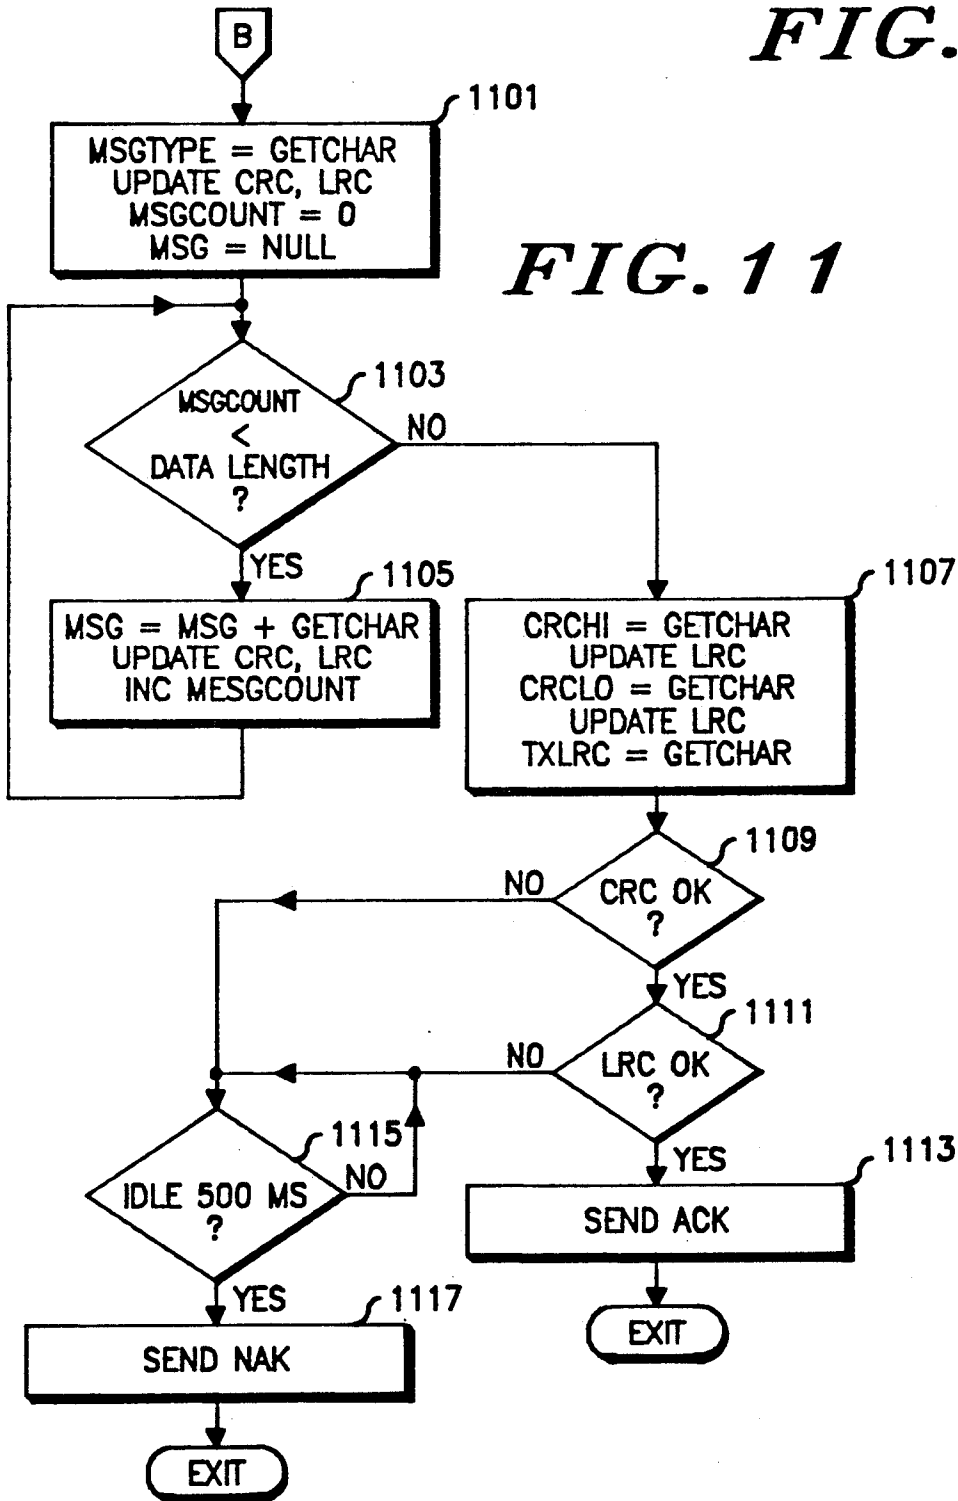 FIG.
B
1101
MSGTYPE = GETCHAR
UPDATE CRC, LRC
MSGCOUNT = 0
MSG = NULL
FIG. 11
1103
MSGCOUNT
<
DATA LENGTH
?
NO
YES
1105
MSG = MSG + GETCHAR
UPDATE CRC, LRC
INC MESGCOUNT
1107
CRCHI = GETCHAR
UPDATE LRC
CRCLO = GETCHAR
UPDATE LRC
TXLRC = GETCHAR
1109
CRC OK
?
NO
YES
1111
LRC OK
?
NO
YES
1115
IDLE 500 MS
?
NO
YES
1113
SEND ACK
EXIT
1117
SEND NAK
EXIT